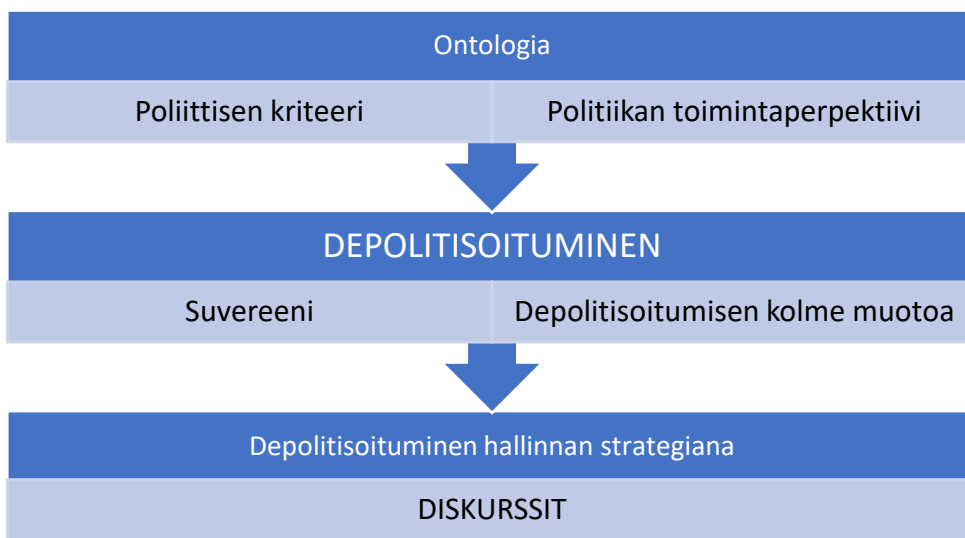 Ontologia
Poliittisen kriteeri
Politiikan toimintaperpektiivi
DEPOLITISOITUMINEN
Suvereeni
Depolitisoitumisen kolme muotoa
Depolitisoituminen hallinnan strategiana
DISKURSSIT